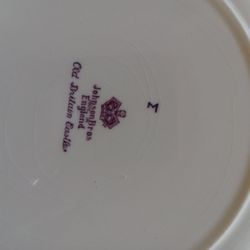 Old Britain Castles
Johnson Bros
England
M